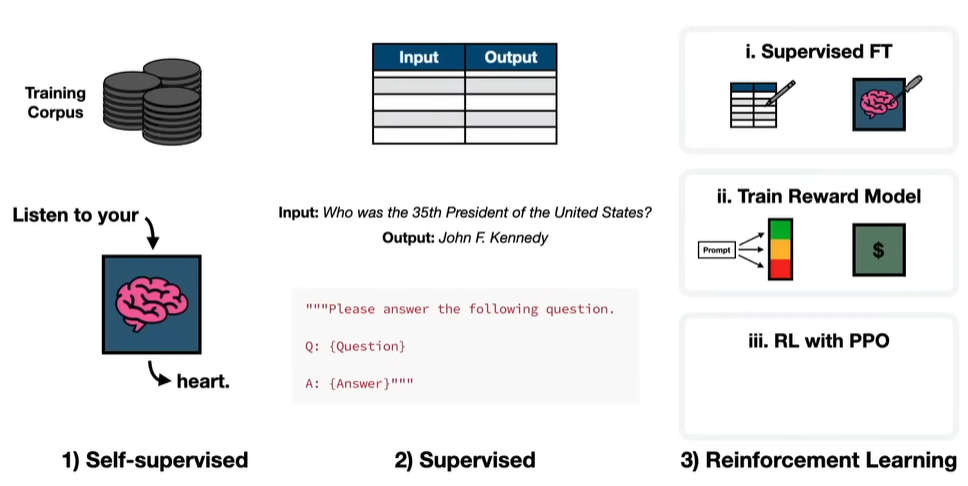 Training
Corpus
Listen to your
heart.
1) Self-supervised
Input Output
Input: Who was the 35th President of the United States?
Output: John F. Kennedy
"""Please answer the following question.
Q: {Question}
A: {Answer}"""
2) Supervised
i. Supervised FT
ii. Train Reward Model
Prompt
$
iii. RL with PPO
3) Reinforcement Learning